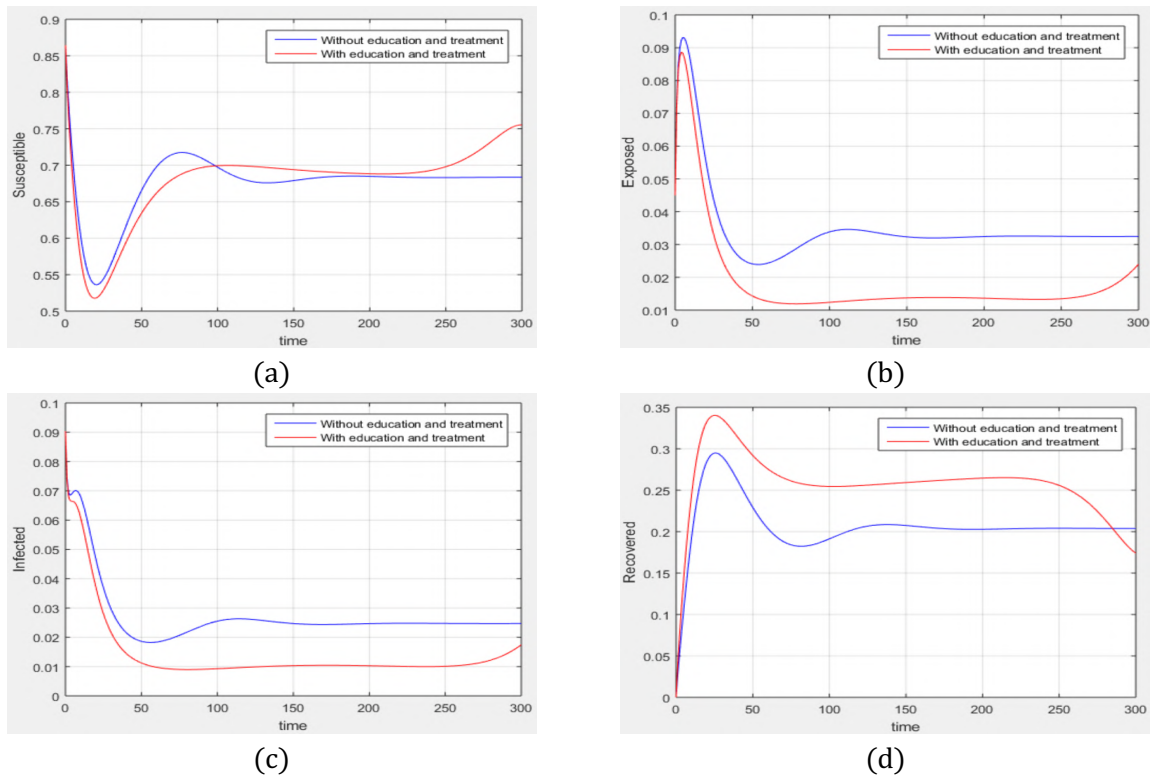 0.9
0.85
0.8
0.75
0.7
0.65
0.6
0.55
0.5
Susceptible
Without education and treatment
With education and treatment
0 50 100 150 200 250 300
time
(a)
0.1
0.09
0.08
0.07
0.06
0.05
0.04
0.03
0.02
0.01
Exposed
Without education and treatment
With education and treatment
0 50 100 150 200 250 300
time
(b)
0.1
0.09
0.08
0.07
0.06
0.05
0.04
0.03
0.02
0.01
0
Infected
Without education and treatment
With education and treatment
0 50 100 150 200 250 300
time
(c)
0.35
0.3
0.25
0.2
0.15
0.1
0.05
0
Recovered
Without education and treatment
With education and treatment
0 50 100 150 200 250 300
time
(d)